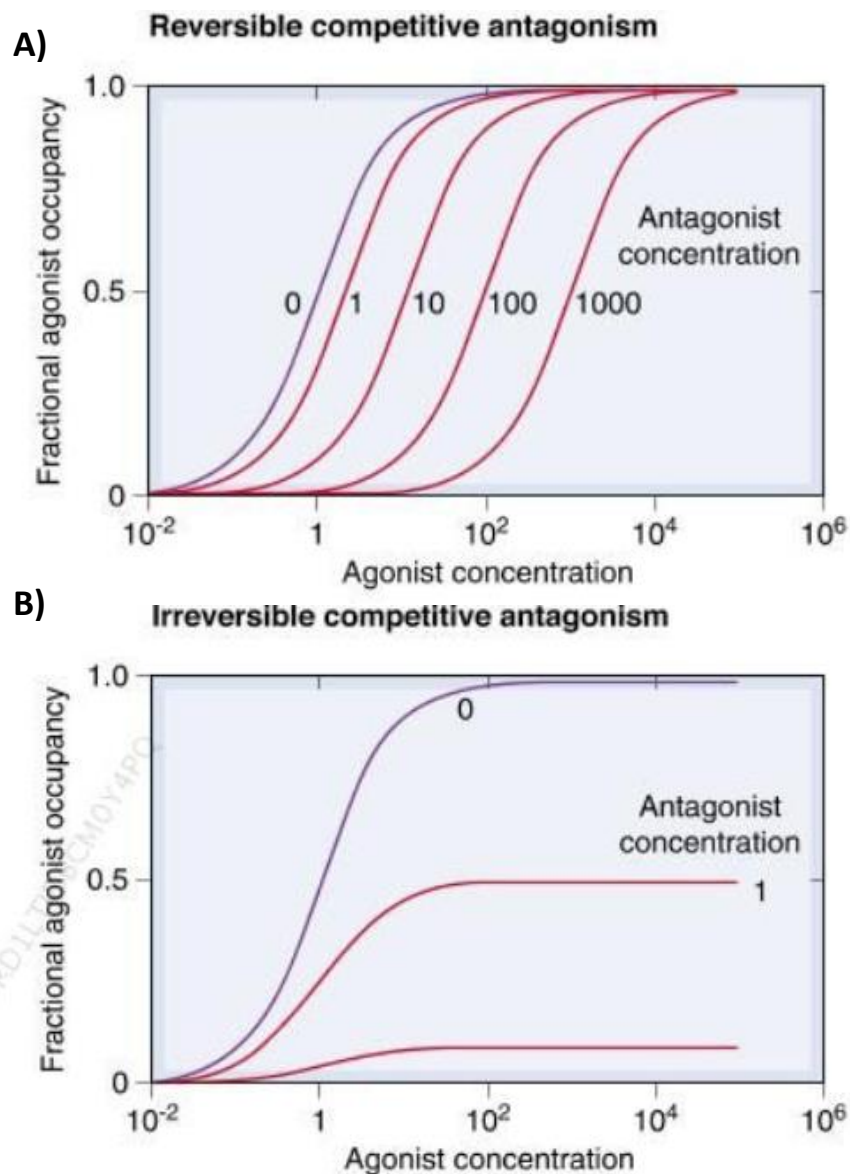 A)
Reversible competitive antagonism
Fractional agonist occupancy
1.0
0.5
0
0 1 10 100 1000
Antagonist
concentration
10⁻² 1 10² 10⁴ 10⁶
Agonist concentration
B)
Irreversible competitive antagonism
Fractional agonist occupancy
1.0
0.5
0
0
Antagonist
concentration
1
10⁻² 1 10² 10⁴ 10⁶
Agonist concentration